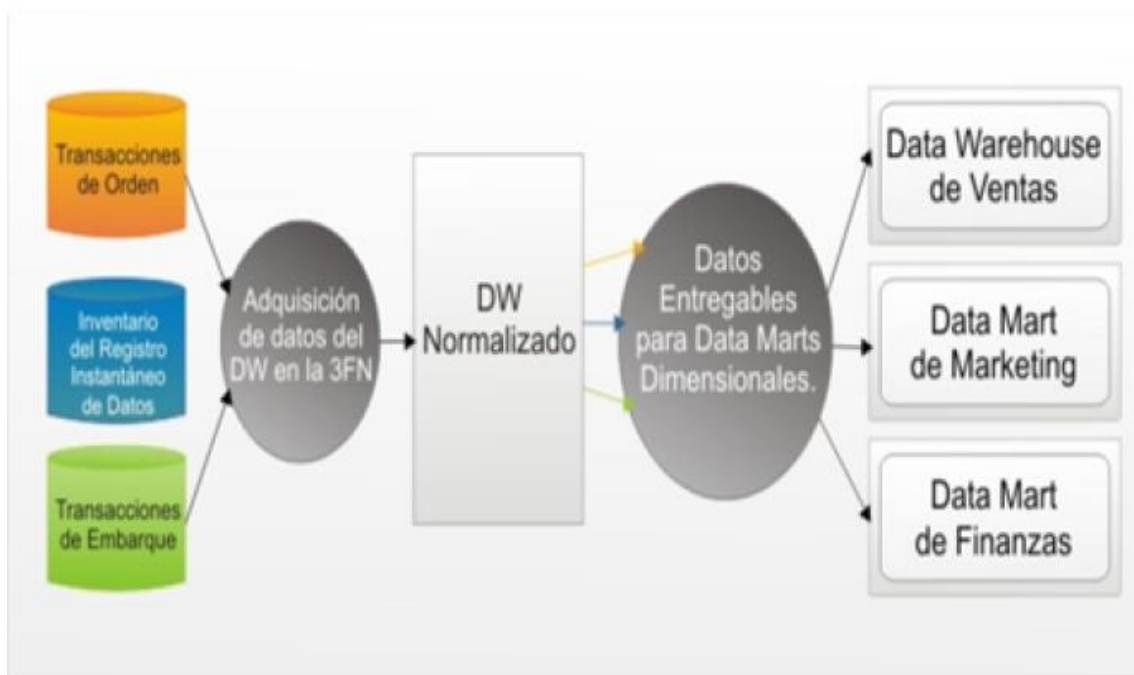 Transacciones
de Orden
Inventario
del Registro
Instantáneo
de Datos
Transacciones
de Embarque
Adquisición
de datos del
DW en la 3FN
DW
Normalizado
Datos
Entregables
para Data Marts
Dimensionales.
Data Warehouse
de Ventas
Data Mart
de Marketing
Data Mart
de Finanzas